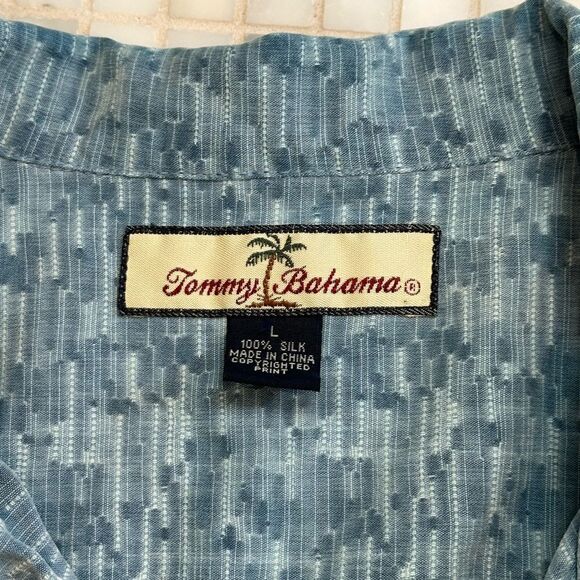 Tommy Bahama ®
L
100% SILK
MADE IN CHINA
COPYRIGHTED
PRINT